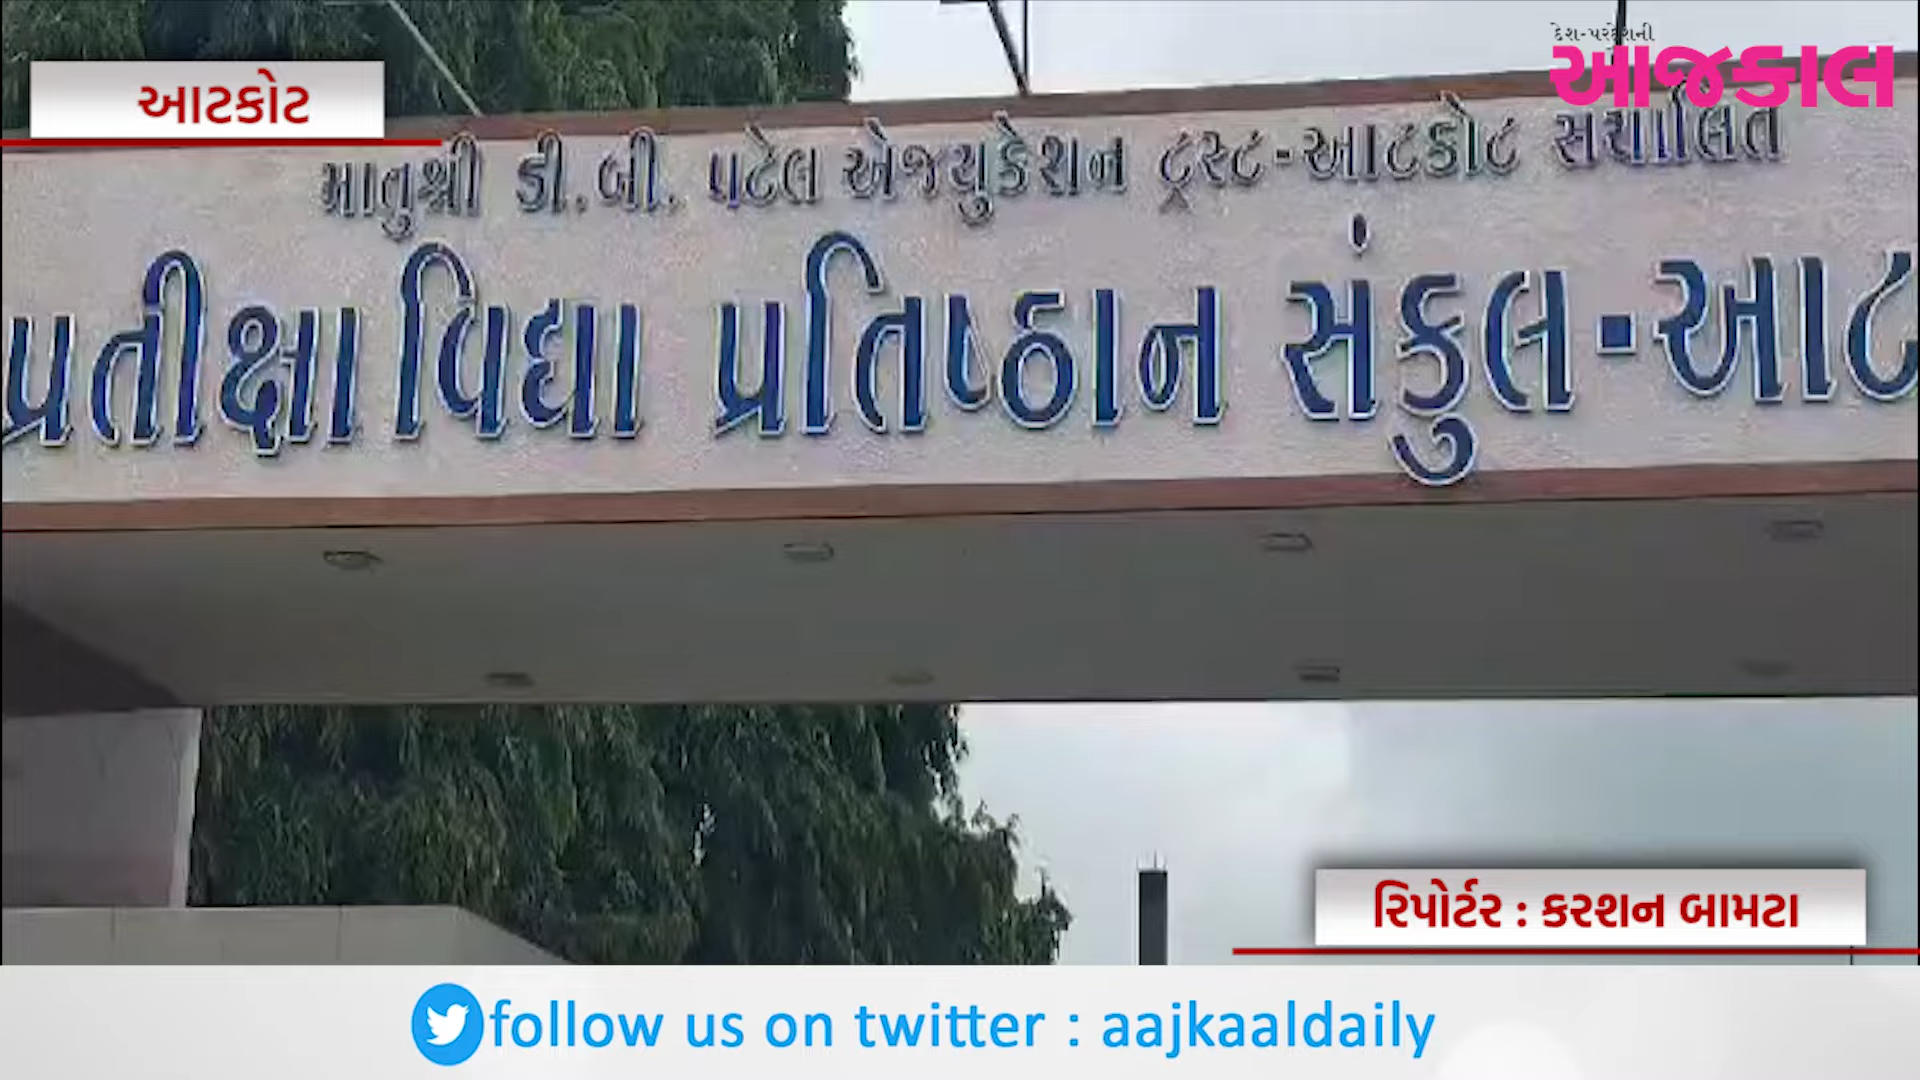 દેશ-પરદેશની
આજકાલ
આટકોટ
માતુશ્રી ડી.બી. પટેલ એજયુકેશન ટ્રસ્ટ-આટકોટ સંચાલિત
પ્રતીક્ષા વિદ્યા પ્રતિષ્ઠાન સંકુલ-આટ
રિપોર્ટર : કરશન બામટા
follow us on twitter : aajkaaldaily